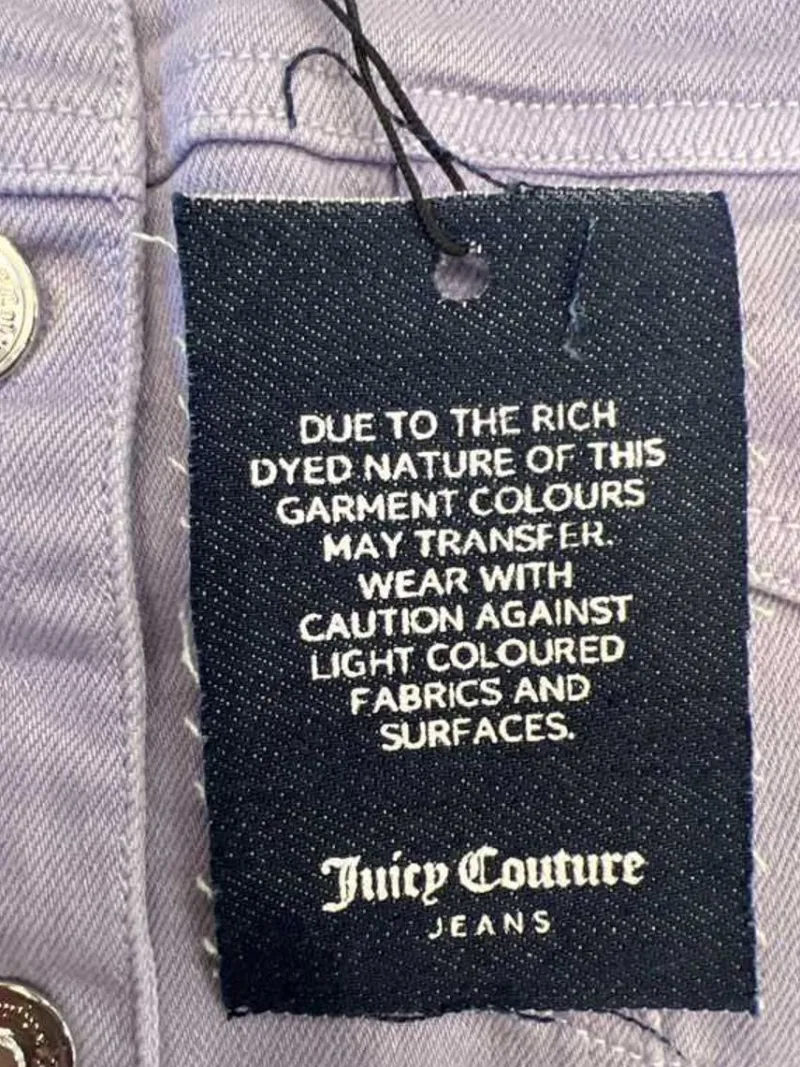 DUE TO THE RICH
DYED NATURE OF THIS
GARMENT COLOURS
MAY TRANSFER.
WEAR WITH
CAUTION AGAINST
LIGHT COLOURED
FABRICS AND
SURFACES.
Juicy Couture
JEANS